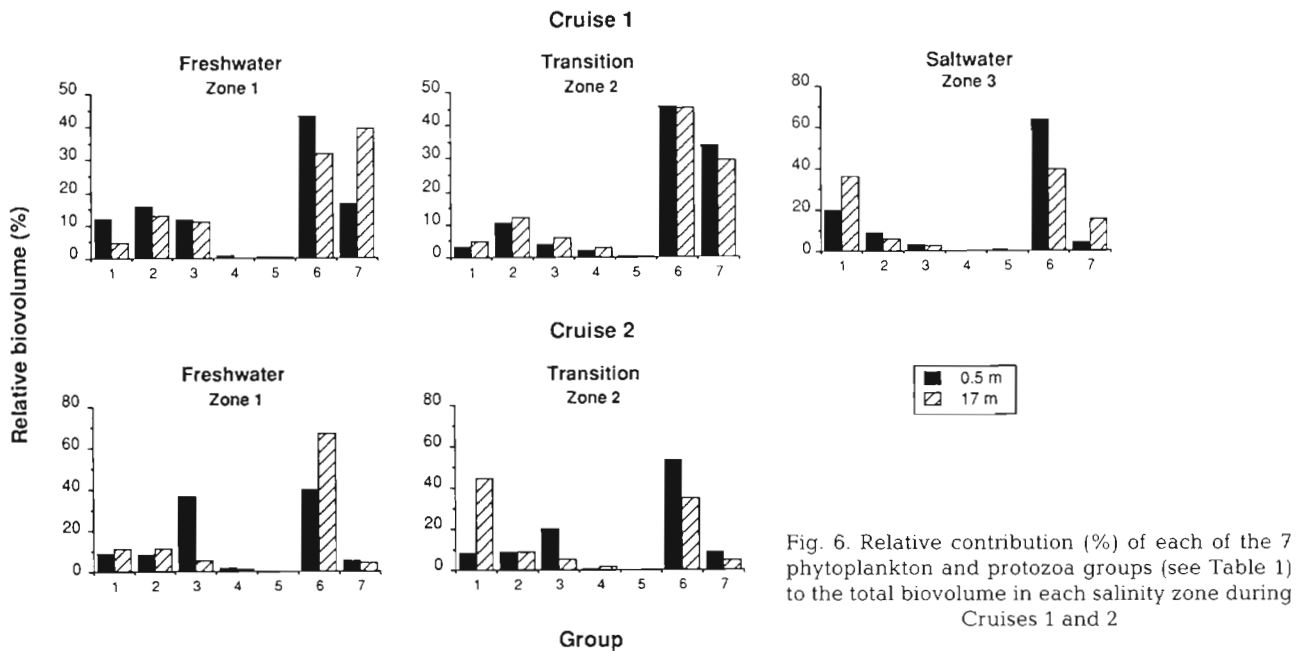 Cruise 1
Freshwater
Zone 1
Transition
Zone 2
Saltwater
Zone 3
Relative biovolume (%)
50
40
30
20
10
0
1 2 3 4 5 6 7
50
40
30
20
10
0
1 2 3 4 5 6 7
80
60
40
20
0
1 2 3 4 5 6 7
Cruise 2
Freshwater
Zone 1
Transition
Zone 2
80
60
40
20
0
1 2 3 4 5 6 7
80
60
40
20
0
1 2 3 4 5 6 7
0.5 m
17 m
Group
Fig. 6. Relative contribution (%) of each of the 7
phytoplankton and protozoa groups (see Table 1)
to the total biovolume in each salinity zone during
Cruises 1 and 2